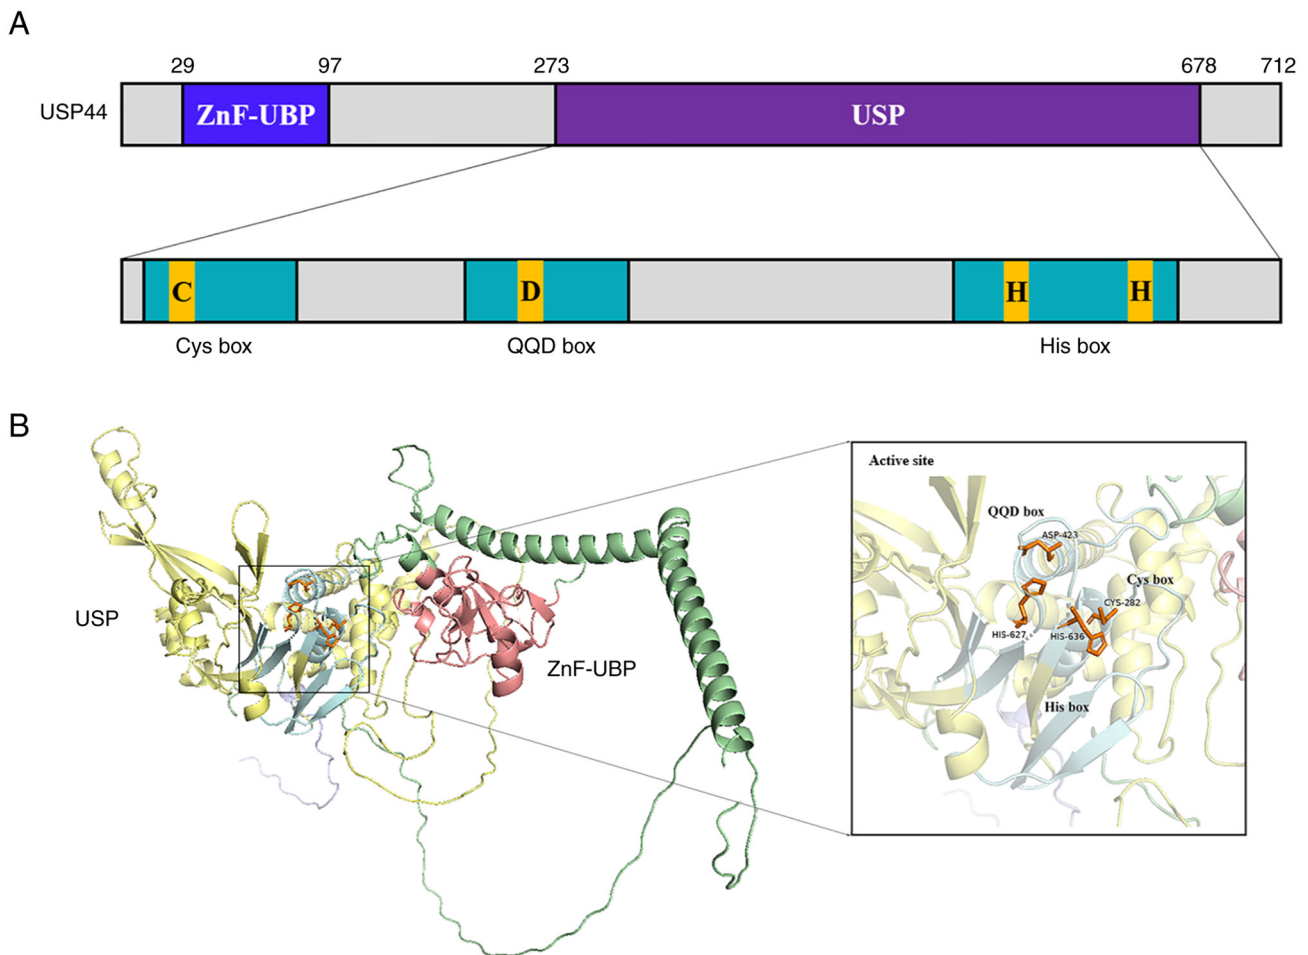 A
29 97 273 678 712
USP44 ZnF-UBP USP
C D H H
Cys box QQD box His box
B
Active site
QQD box
ASP-423
Cys box
CYS-282
HIS-627 HIS-636
USP
ZnF-UBP
His box